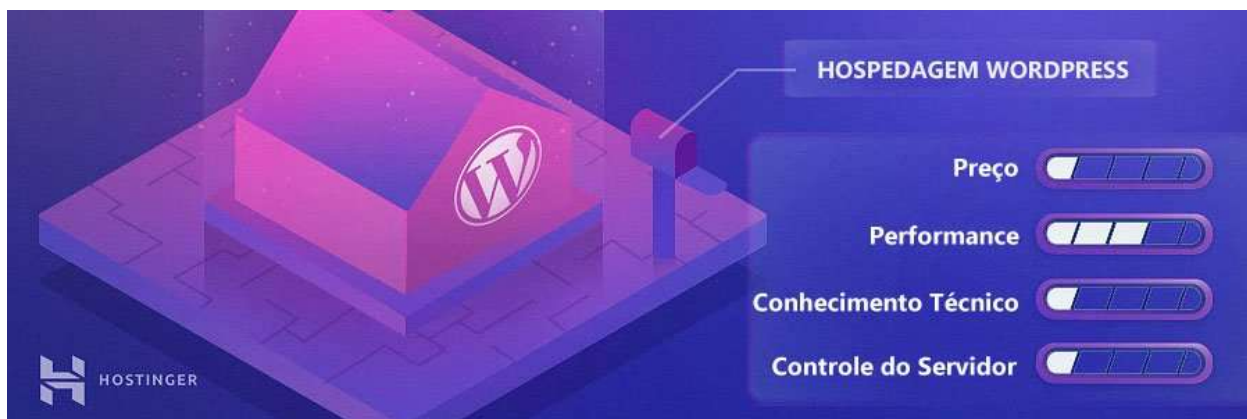 HOSPEDAGEM WORDPRESS
Preço
Performance
Conhecimento Técnico
Controle do Servidor
HOSTINGER